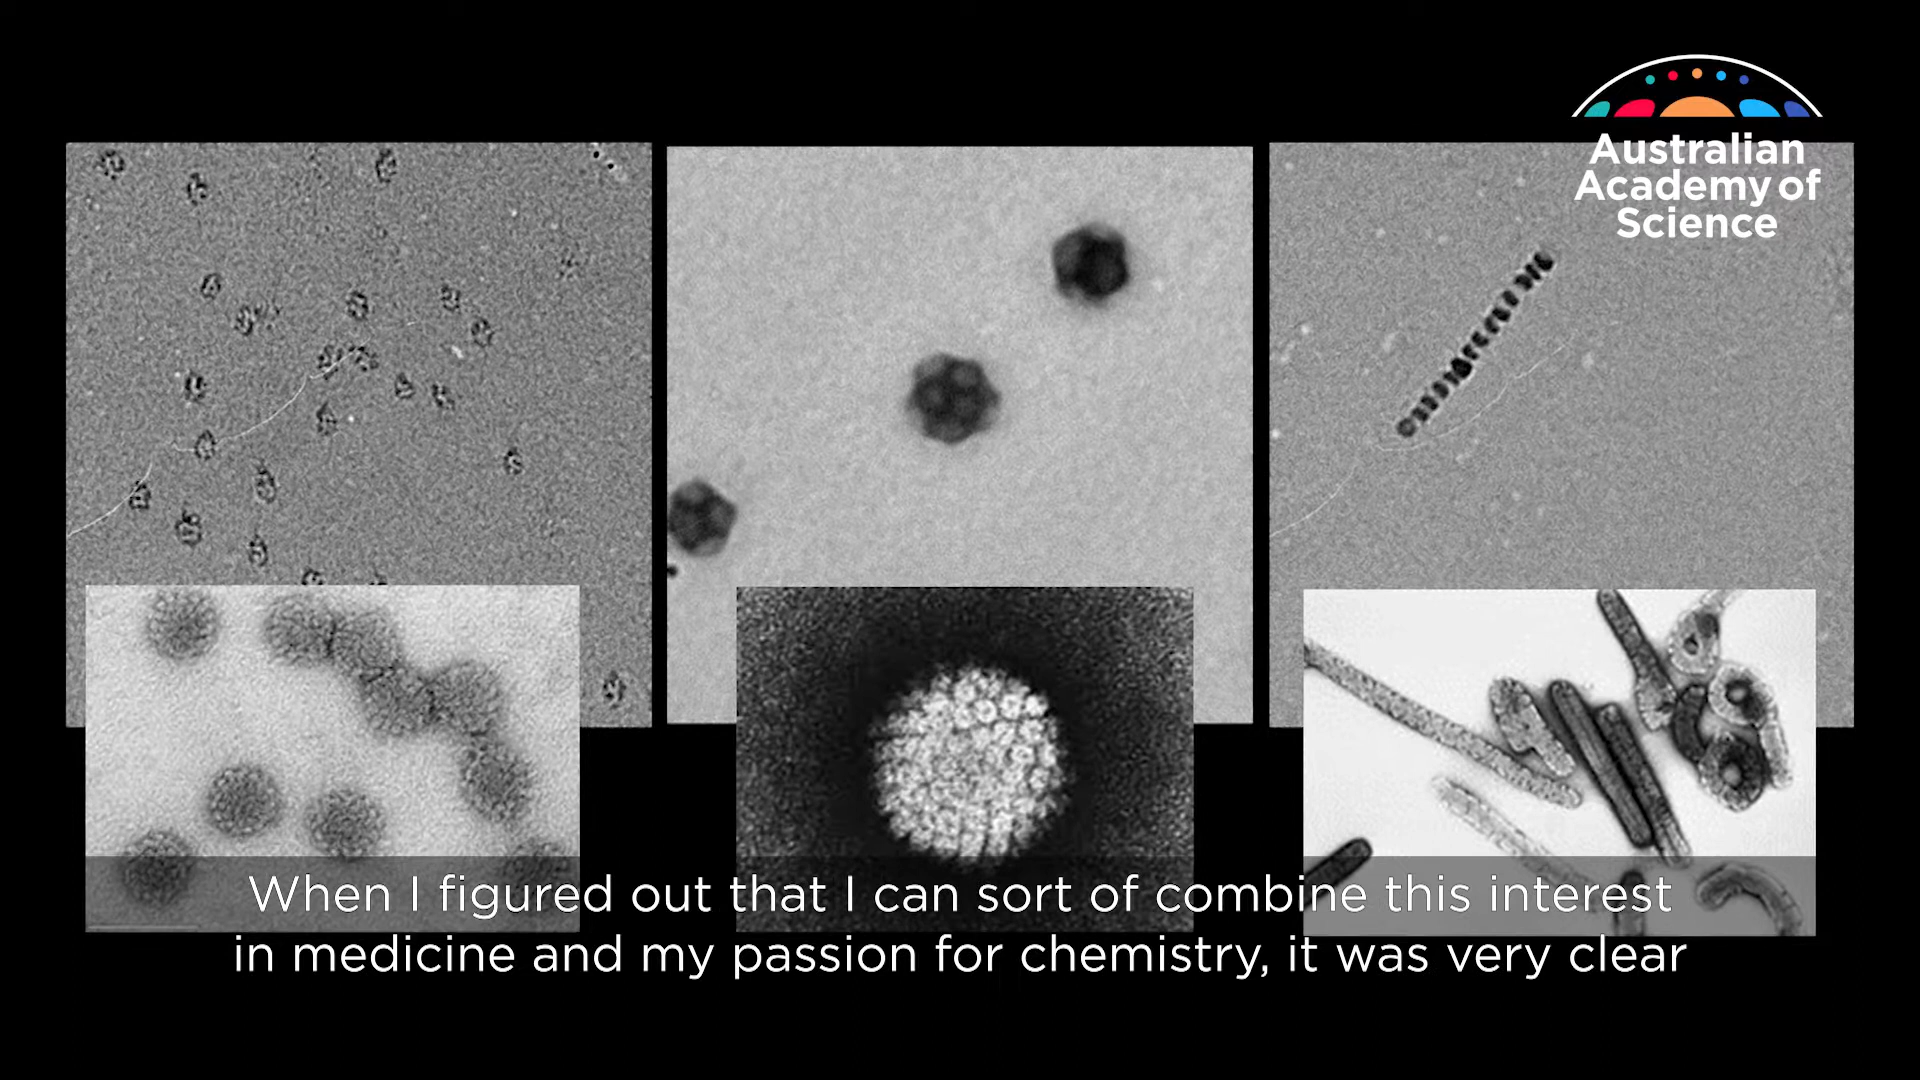 Australian
Academy of
Science
When I figured out that I can sort of combine this interest
in medicine and my passion for chemistry, it was very clear